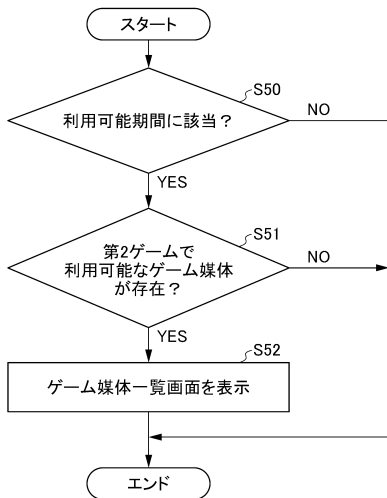 スタート
S50
利用可能期間に該当？
NO
YES
S51
第2ゲームで
利用可能なゲーム媒体
が存在？
NO
YES
S52
ゲーム媒体一覧画面を表示
エンド